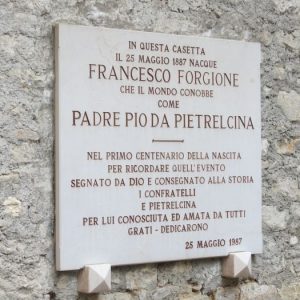 IN QUESTA CASETTA
IL 25 MAGGIO 1887 NACQUE
FRANCESCO FORGIONE
CHE IL MONDO CONOBBE
COME
PADRE PIO DA PIETRELCINA
NEL PRIMO CENTENARIO DELLA NASCITA
PER RICORDARE QUELL'EVENTO
SEGNATO DA DIO E CONSEGNATO ALLA STORIA
I CONFRATELLI
E PIETRELCINA
PER LUI CONOSCIUTA ED AMATA DA TUTTI
GRATI - DEDICARONO
25 MAGGIO 1987